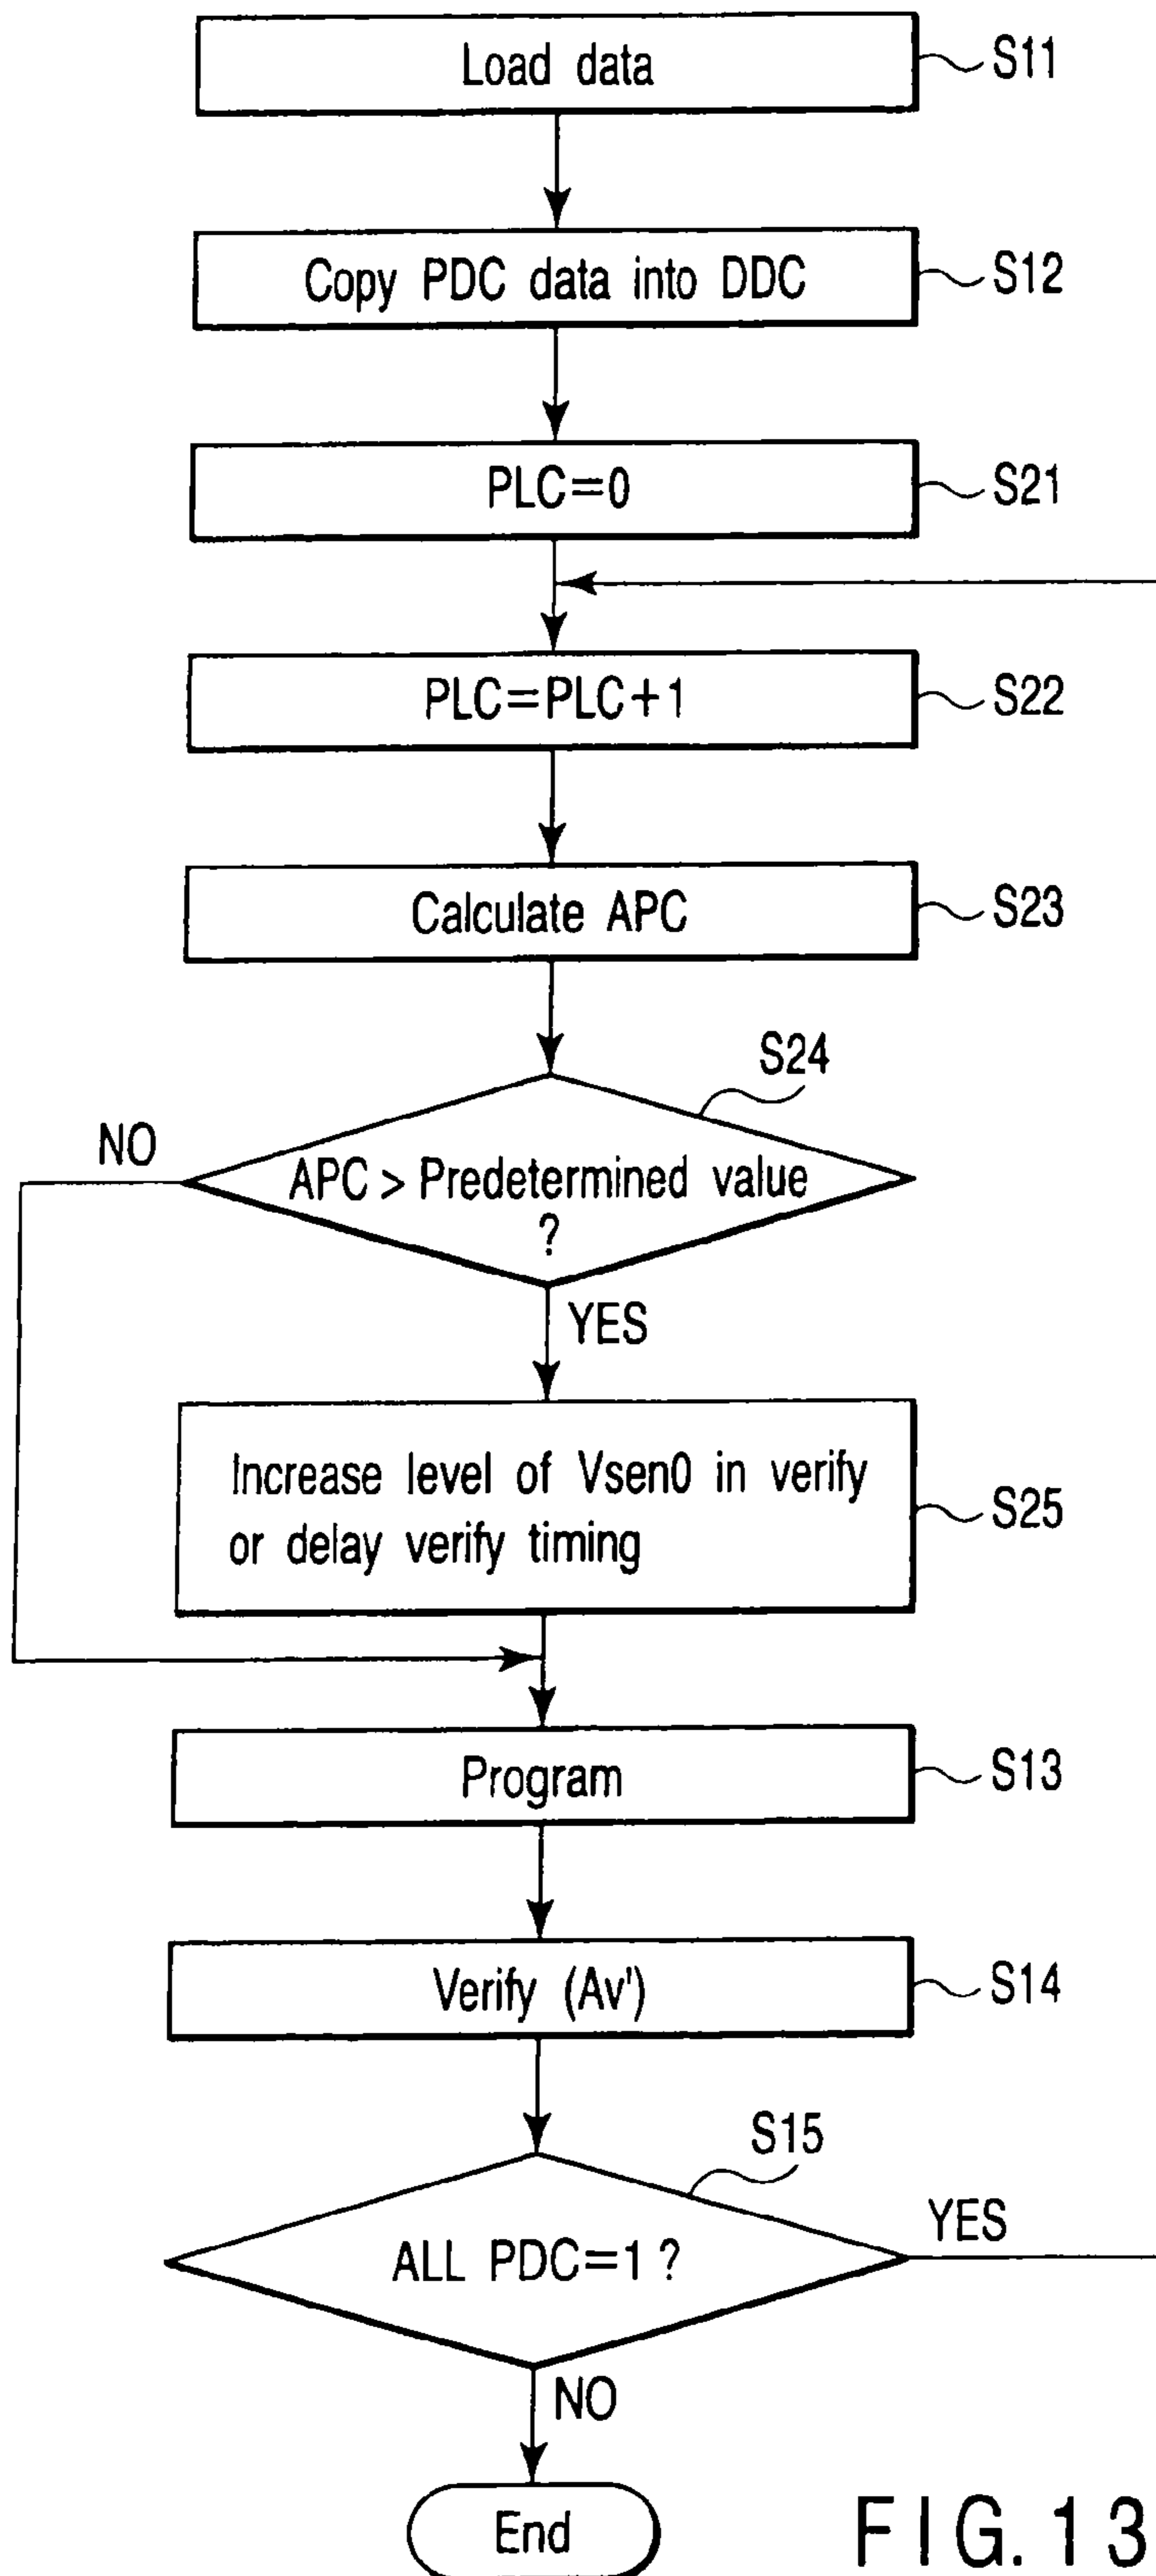 Load data
S11
Copy PDC data into DDC
S12
PLC=0
S21
PLC=PLC+1
S22
Calculate APC
S23
S24
NO
APC > Predetermined value
?
YES
Increase level of Vsen0 in verify
or delay verify timing
S25
Program
S13
Verify (Av')
S14
S15
ALL PDC=1 ?
YES
NO
End
FIG. 13